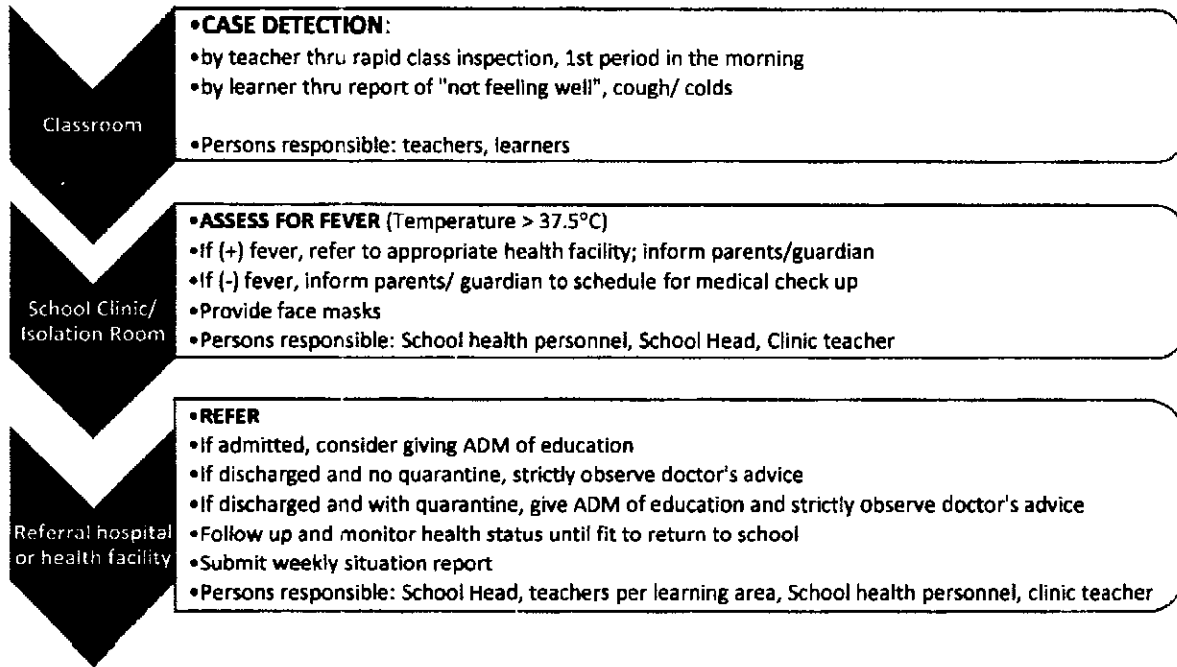 Classroom
•CASE DETECTION:
•by teacher thru rapid class inspection, 1st period in the morning
•by learner thru report of "not feeling well", cough/ colds
•Persons responsible: teachers, learners
School Clinic/
Isolation Room
•ASSESS FOR FEVER (Temperature > 37.5°C)
•If (+) fever, refer to appropriate health facility; inform parents/guardian
•If (-) fever, inform parents/ guardian to schedule for medical check up
•Provide face masks
•Persons responsible: School health personnel, School Head, Clinic teacher
Referral hospital
or health facility
•REFER
•If admitted, consider giving ADM of education
•If discharged and no quarantine, strictly observe doctor's advice
•If discharged and with quarantine, give ADM of education and strictly observe doctor's advice
•Follow up and monitor health status until fit to return to school
•Submit weekly situation report
•Persons responsible: School Head, teachers per learning area, School health personnel, clinic teacher